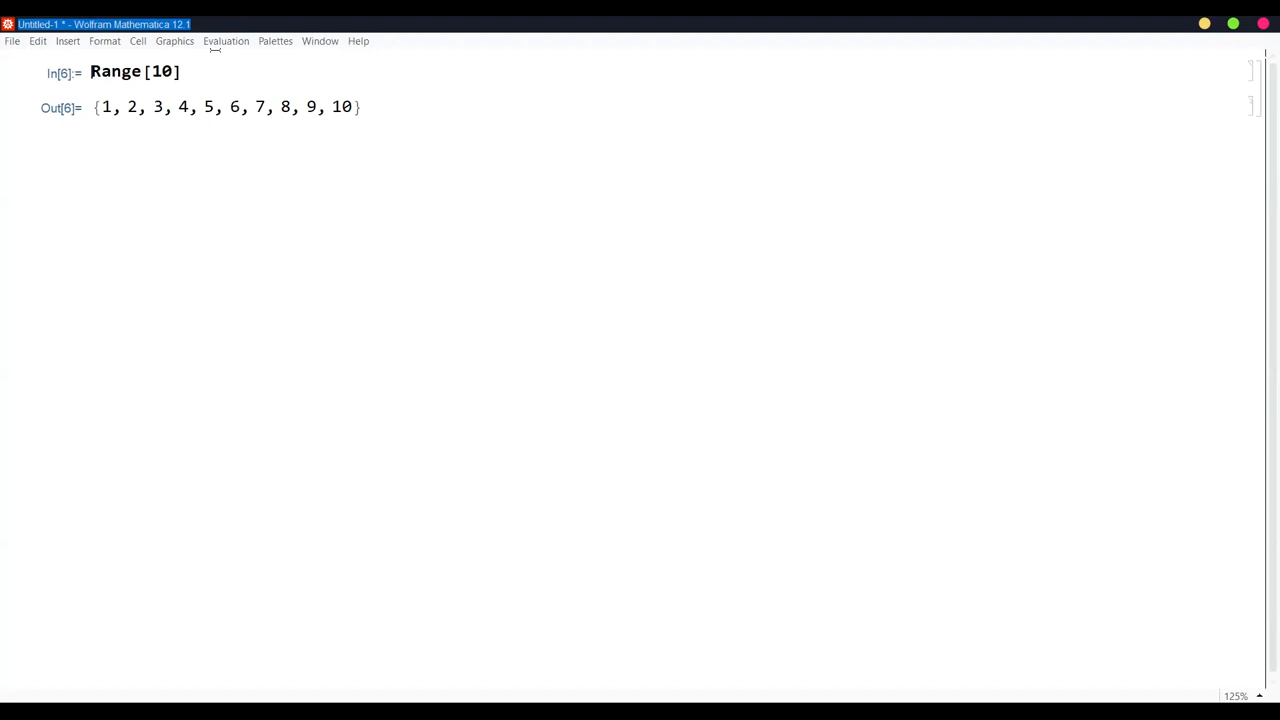 Untitled-1 * - Wolfram Mathematica 12.1
File Edit Insert Format Cell Graphics Evaluation Palettes Window Help
In[6]:= Range[10]
Out[6]= {1, 2, 3, 4, 5, 6, 7, 8, 9, 10}
125%